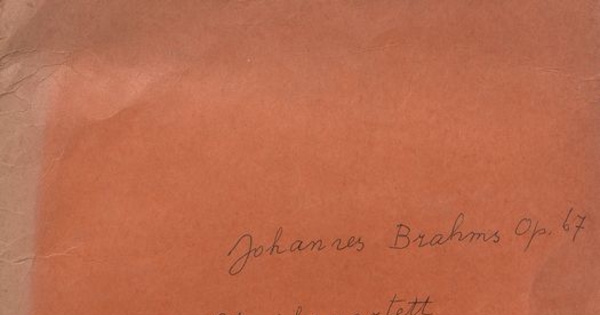 Johannes Brahms Op. 67